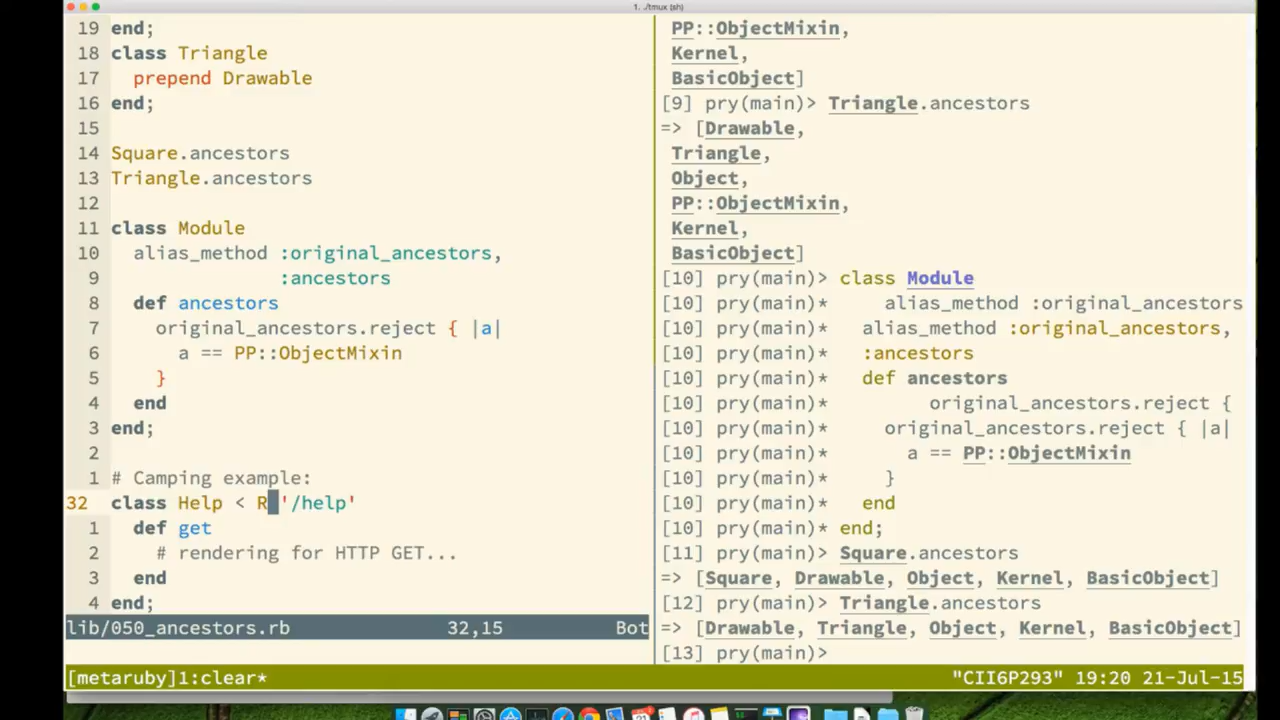 1. ./tmux (sh)
19 end;
18 class Triangle
17 prepend Drawable
16 end;
15
14 Square.ancestors
13 Triangle.ancestors
12
11 class Module
10 alias_method :original_ancestors,
9 :ancestors
8 def ancestors
7 original_ancestors.reject { |a|
6 a == PP::ObjectMixin
5 }
4 end
3 end;
2
1 # Camping example:
32 class Help < R '/help'
1 def get
2 # rendering for HTTP GET...
3 end
4 end;
lib/050_ancestors.rb 32,15 Bot
PP::ObjectMixin,
Kernel,
BasicObject]
[9] pry(main)> Triangle.ancestors
=> [Drawable,
Triangle,
Object,
PP::ObjectMixin,
Kernel,
BasicObject]
[10] pry(main)> class Module
[10] pry(main)* alias_method :original_ancestors
[10] pry(main)* alias_method :original_ancestors,
[10] pry(main)* :ancestors
[10] pry(main)* def ancestors
[10] pry(main)* original_ancestors.reject {
[10] pry(main)* original_ancestors.reject { |a|
[10] pry(main)* a == PP::ObjectMixin
[10] pry(main)* }
[10] pry(main)* end
[10] pry(main)* end;
[11] pry(main)> Square.ancestors
=> [Square, Drawable, Object, Kernel, BasicObject]
[12] pry(main)> Triangle.ancestors
=> [Drawable, Triangle, Object, Kernel, BasicObject]
[13] pry(main)>
[metaruby]1:clear* "CII6P293" 19:20 21-Jul-15